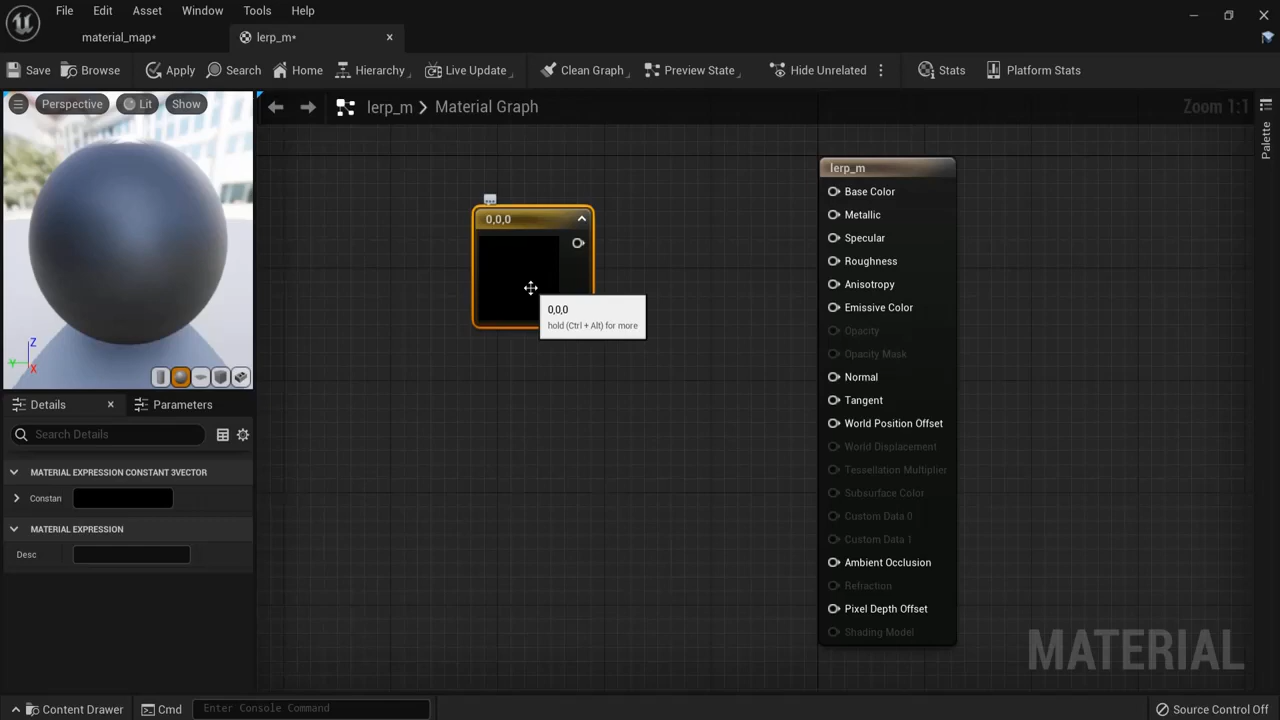 File Edit Asset Window Tools Help
material_map*
lerp_m*
Save Browse Apply Search Home Hierarchy Live Update Clean Graph Preview State Hide Unrelated Stats Platform Stats
Perspective Lit Show
lerp_m Material Graph
Zoom 1:1
Palette
lerp_m
Base Color
Metallic
Specular
Roughness
Anisotropy
Emissive Color
Opacity
Opacity Mask
Normal
Tangent
World Position Offset
World Displacement
Tessellation Multiplier
Subsurface Color
Custom Data 0
Custom Data 1
Ambient Occlusion
Refraction
Pixel Depth Offset
Shading Model
0,0,0
0,0,0
hold (Ctrl + Alt) for more
Z
Y
X
Details
Parameters
Search Details
MATERIAL EXPRESSION CONSTANT 3VECTOR
Constan
MATERIAL EXPRESSION
Desc
MATERIAL
Content Drawer Cmd Enter Console Command Source Control Off